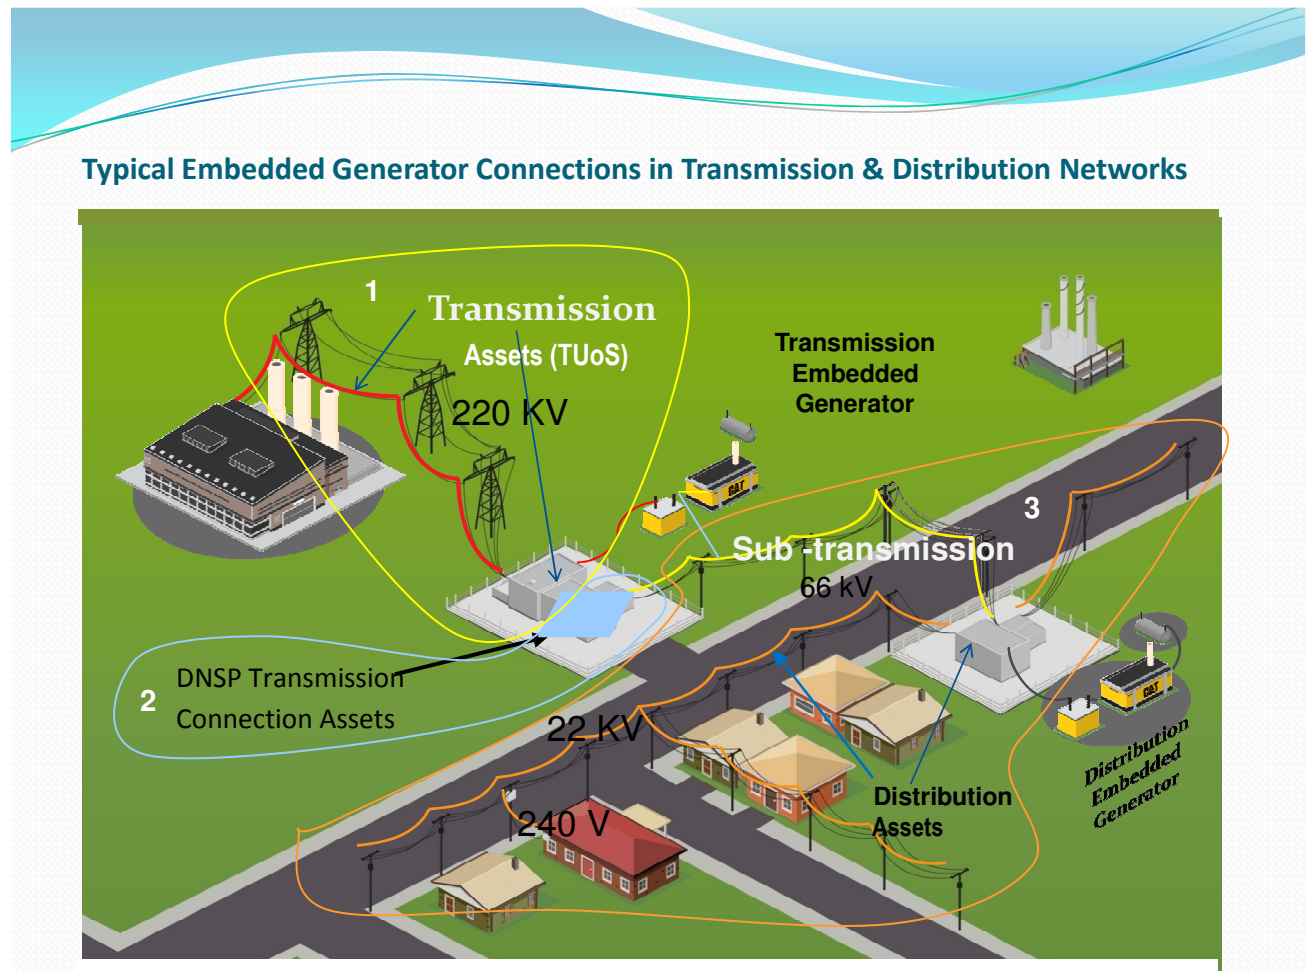 Typical Embedded Generator Connections in Transmission & Distribution Networks
1
Transmission
Assets (TUoS)
220 KV
Transmission
Embedded
Generator
CAT
3
Sub -transmission
66 kV
2
DNSP Transmission
Connection Assets
22 KV
CAT
Distribution
Embedded
Generator
Distribution
Assets
240 V